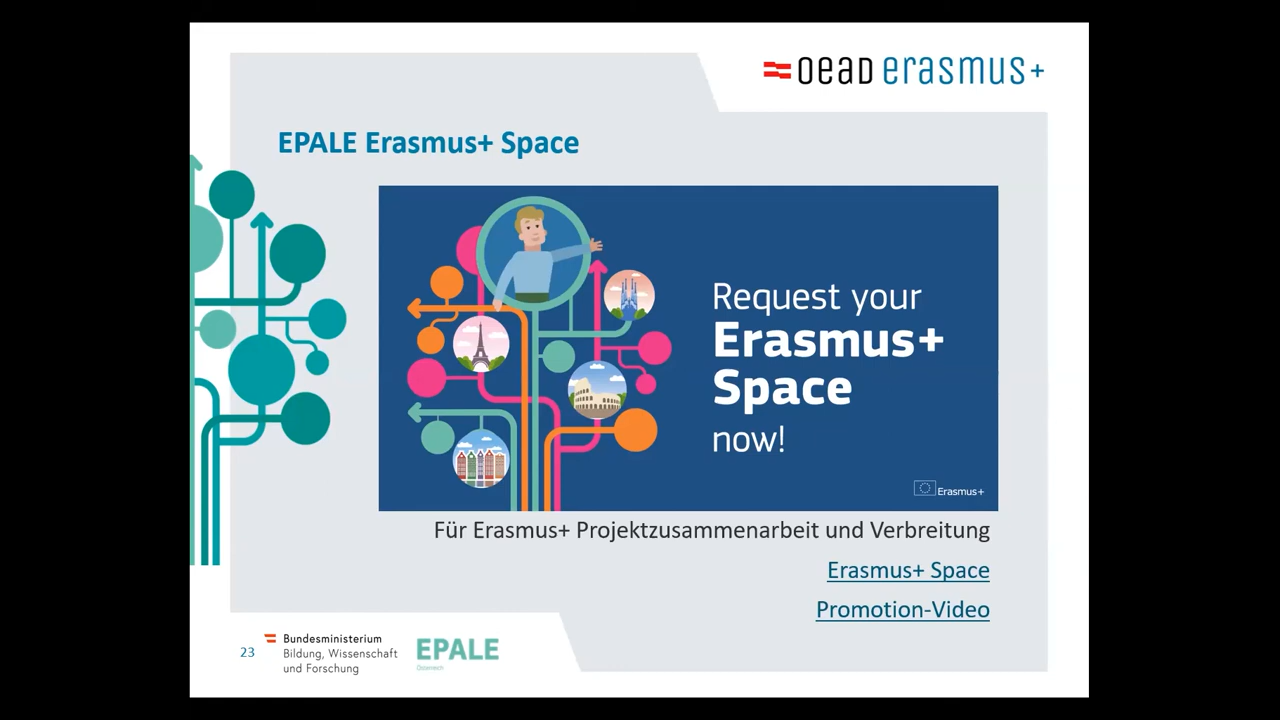 oead erasmus+
EPALE Erasmus+ Space
Request your
Erasmus+
Space
now!
Erasmus+
Für Erasmus+ Projektzusammenarbeit und Verbreitung
Erasmus+ Space
Promotion-Video
23
Bundesministerium
Bildung, Wissenschaft
und Forschung
EPALE
Österreich